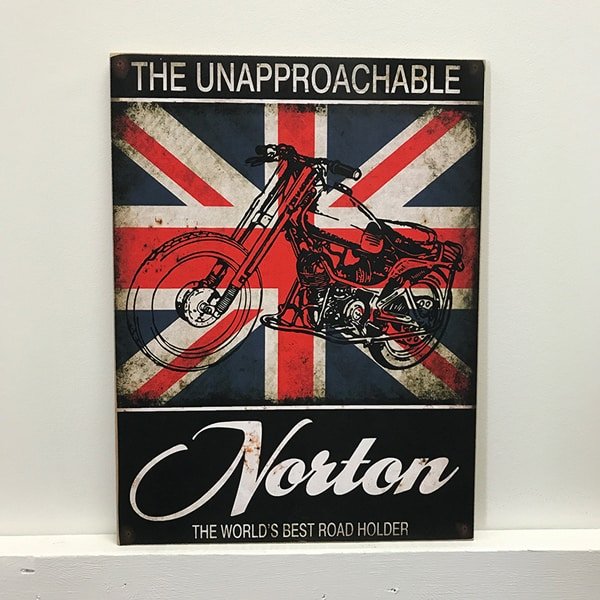 THE UNAPPROACHABLE
Norton
THE WORLD'S BEST ROAD HOLDER